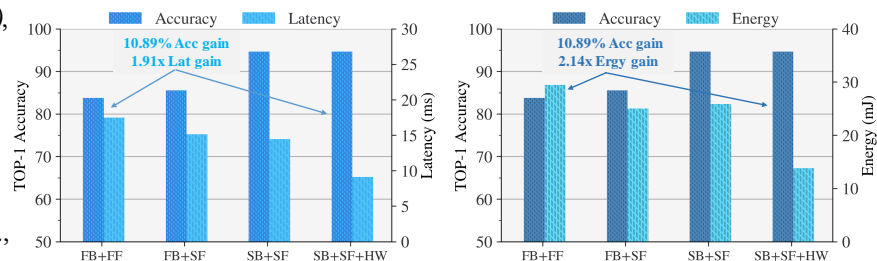 ),
.,
Accuracy Latency
100
90
80
70
60
50
TOP-1 Accuracy
10.89% Acc gain
1.91x Lat gain
30
25
20
15
10
5
0
Latency (ms)
FB+FF FB+SF SB+SF SB+SF+HW
Accuracy Energy
100
90
80
70
60
50
TOP-1 Accuracy
10.89% Acc gain
2.14x Ergy gain
40
30
20
10
0
Energy (mJ)
FB+FF FB+SF SB+SF SB+SF+HW